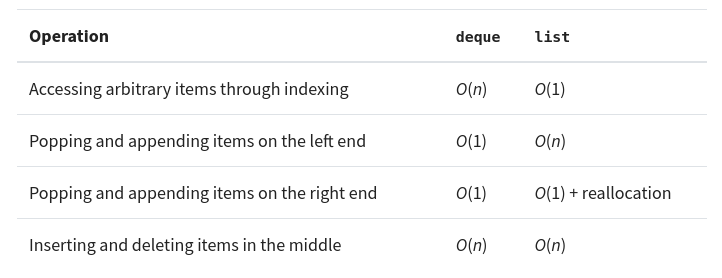 Operation deque list
Accessing arbitrary items through indexing O(n) O(1)
Popping and appending items on the left end O(1) O(n)
Popping and appending items on the right end O(1) O(1) + reallocation
Inserting and deleting items in the middle O(n) O(n)